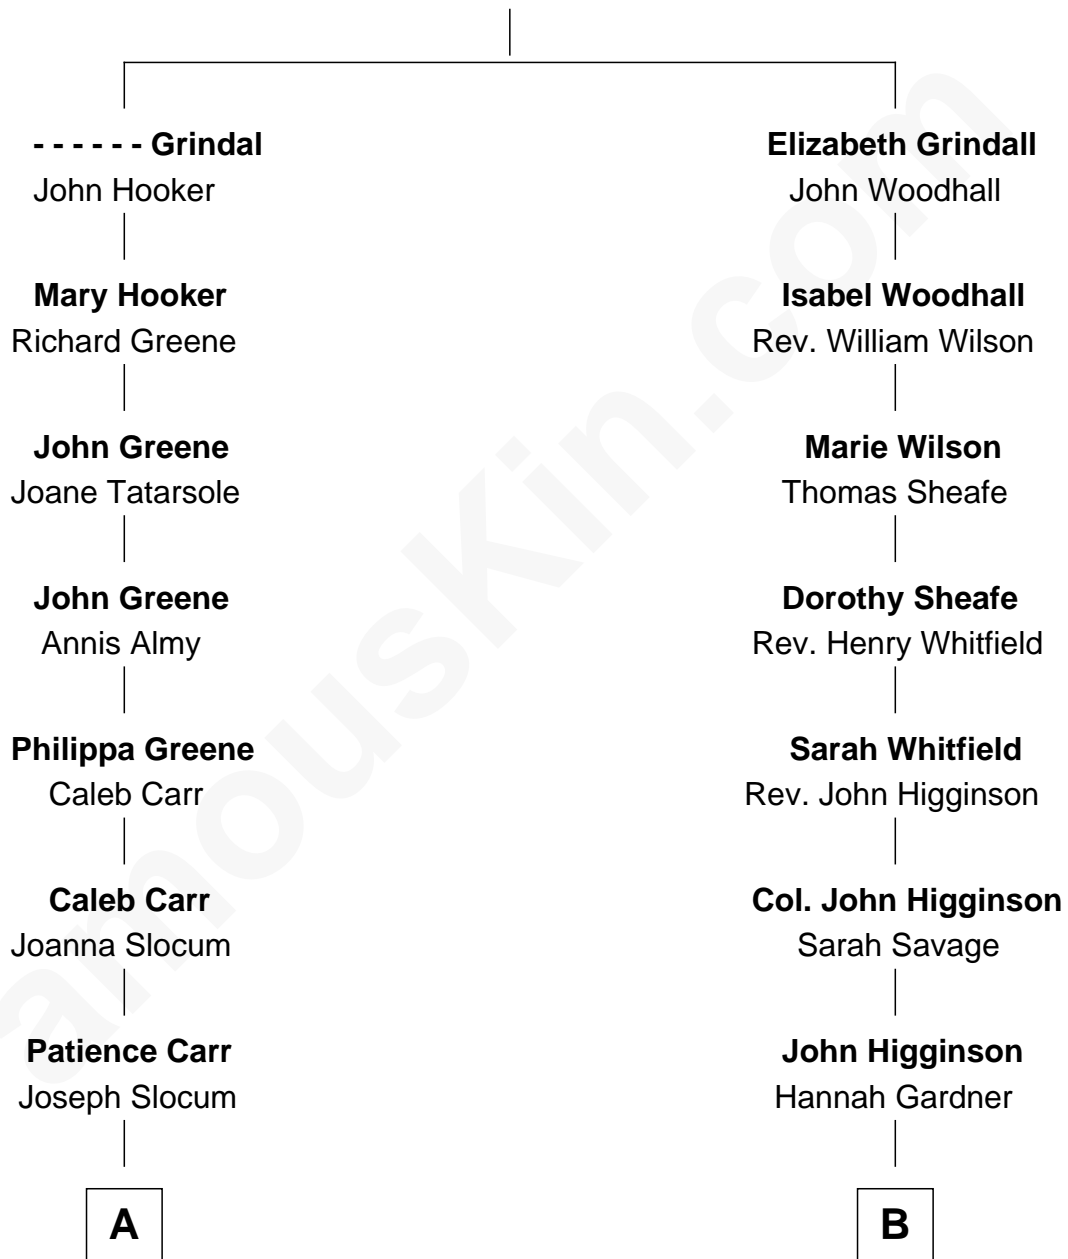 - - - - - - Grindal
John Hooker
Mary Hooker
Richard Greene
John Greene
Joane Tatarsole
John Greene
Annis Almy
Philippa Greene
Caleb Carr
Caleb Carr
Joanna Slocum
Patience Carr
Joseph Slocum
A
Elizabeth Grindall
John Woodhall
Isabel Woodhall
Rev. William Wilson
Marie Wilson
Thomas Sheafe
Dorothy Sheafe
Rev. Henry Whitfield
Sarah Whitfield
Rev. John Higginson
Col. John Higginson
Sarah Savage
John Higginson
Hannah Gardner
B
amouskin.com